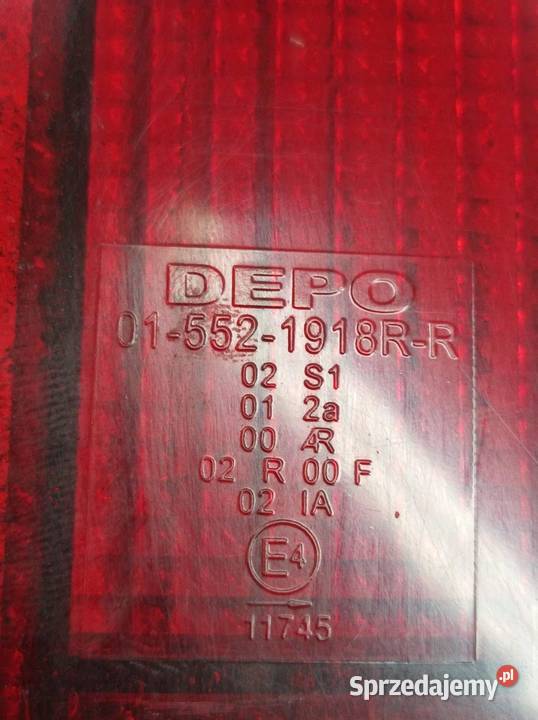 DEPO
01-552-1918R-R
02 S1
01 2a
00 AR
02 R 00 F
02 IA
E4
11745
Sprzedajemy.pl